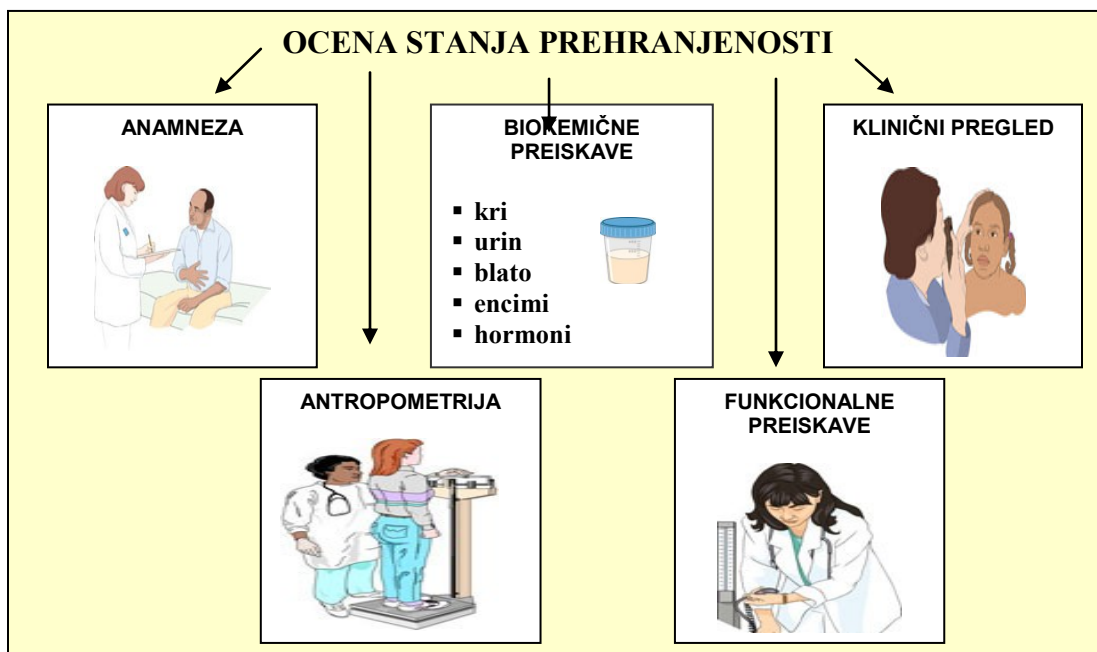 OCENA STANJA PREHRANJENOSTI
ANAMNEZA
BIOKEMIČNE
PREISKAVE
▪ kri
▪ urin
▪ blato
▪ encimi
▪ hormoni
KLINIČNI PREGLED
ANTROPOMETRIJA
FUNKCIONALNE
PREISKAVE